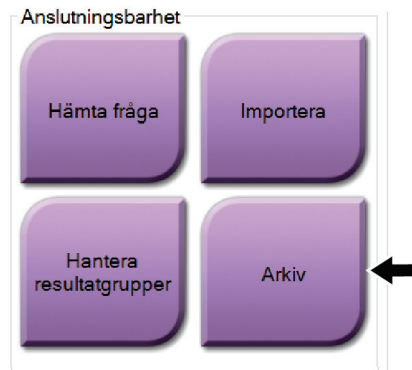 Anslutningsbarhet
Hämta fråga
Importera
Hantera
resultatgrupper
Arkiv